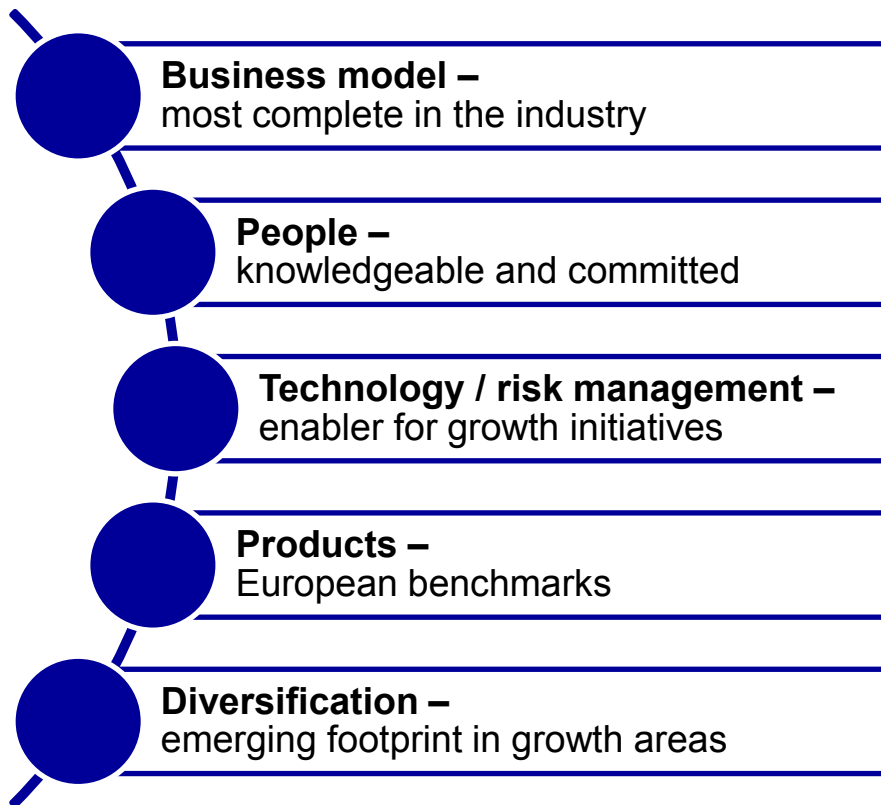 Business model –
most complete in the industry
People –
knowledgeable and committed
Technology / risk management –
enabler for growth initiatives
Products –
European benchmarks
Diversification –
emerging footprint in growth areas